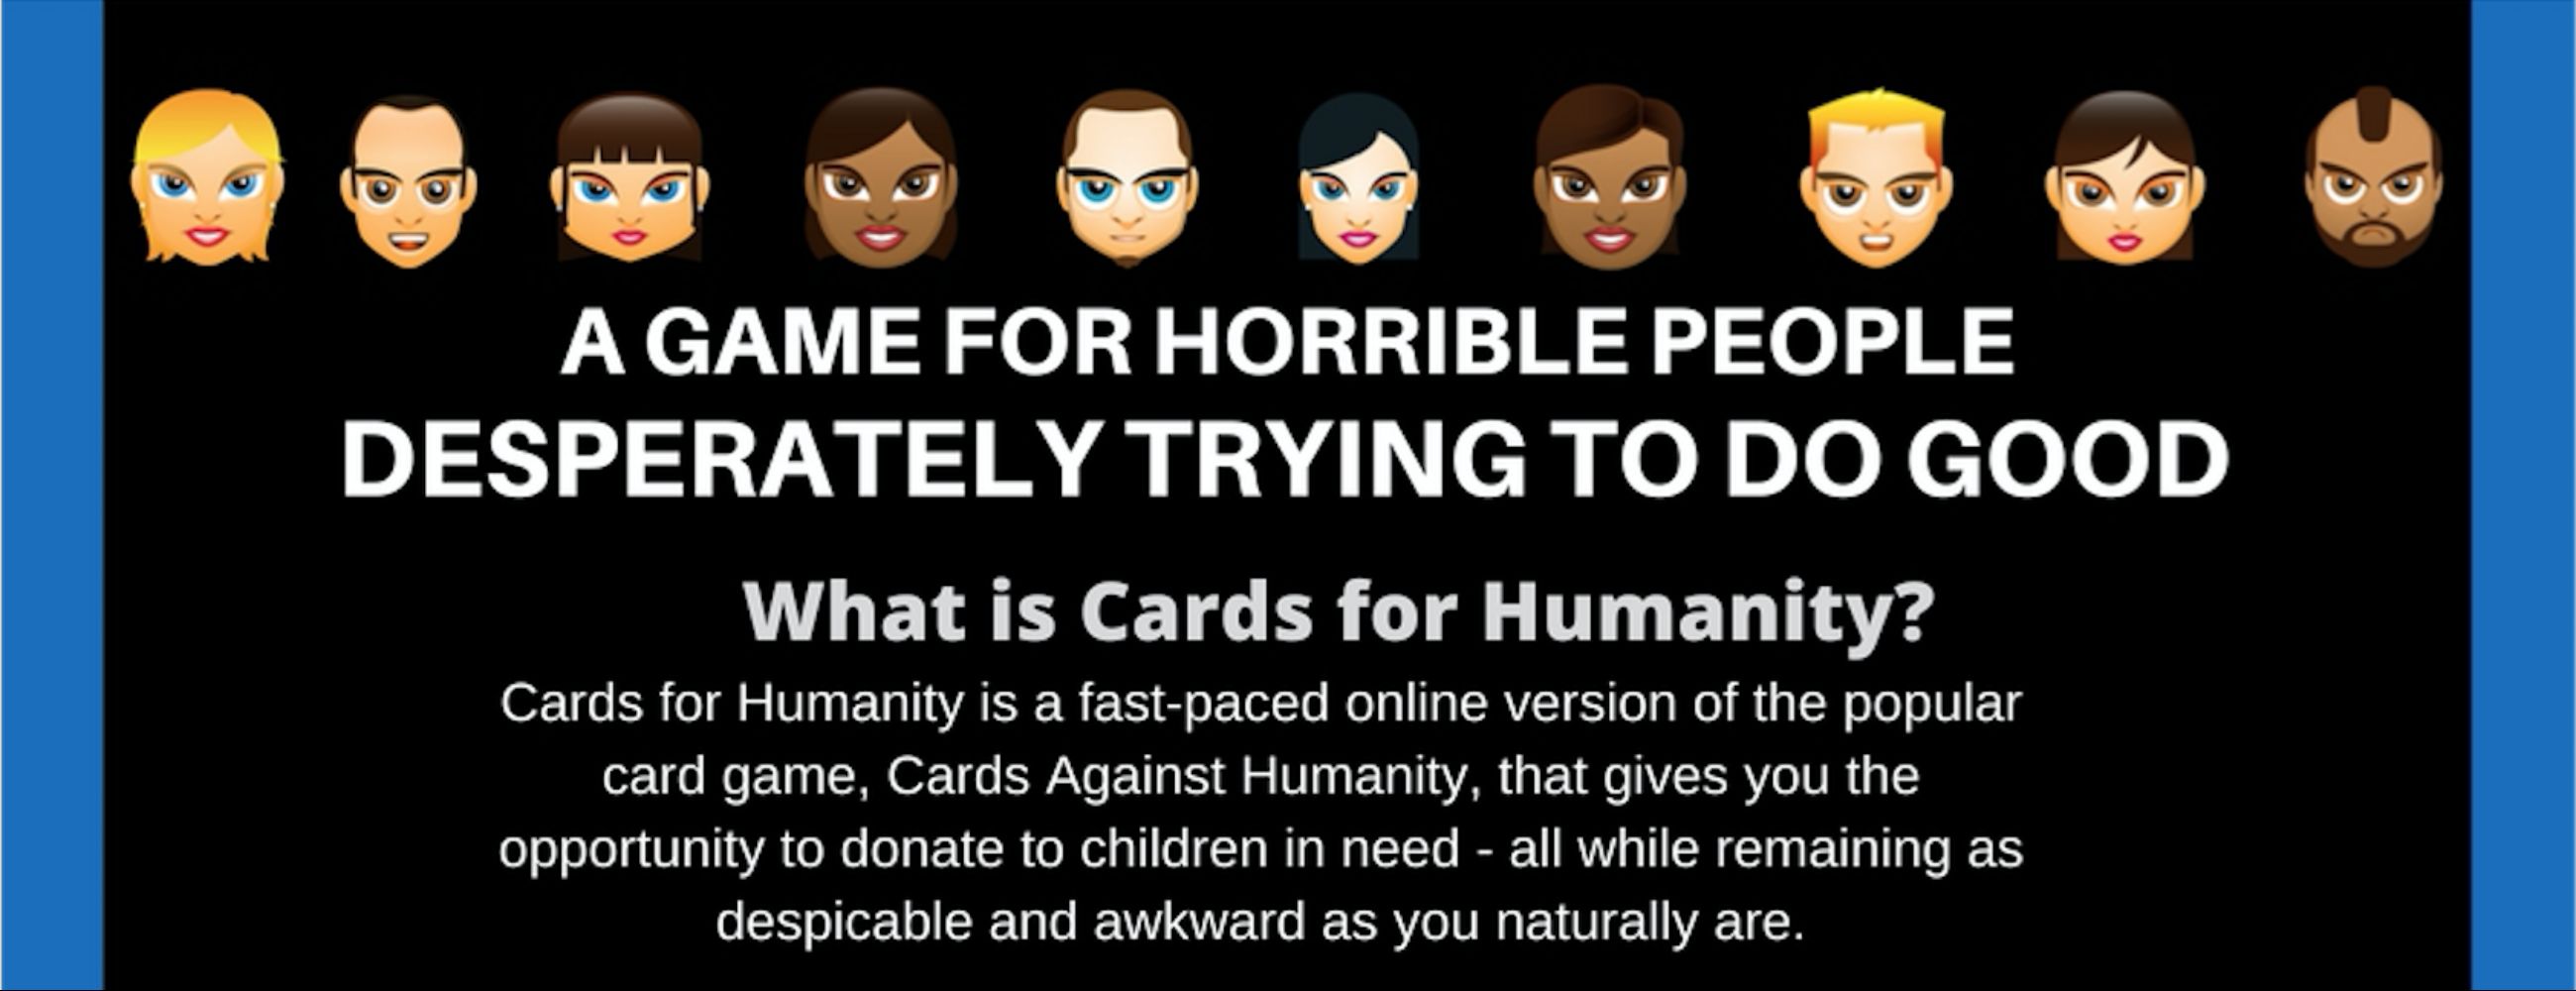 A GAME FOR HORRIBLE PEOPLE
DESPERATELY TRYING TO DO GOOD
What is Cards for Humanity?
Cards for Humanity is a fast-paced online version of the popular
card game, Cards Against Humanity, that gives you the
opportunity to donate to children in need - all while remaining as
despicable and awkward as you naturally are.